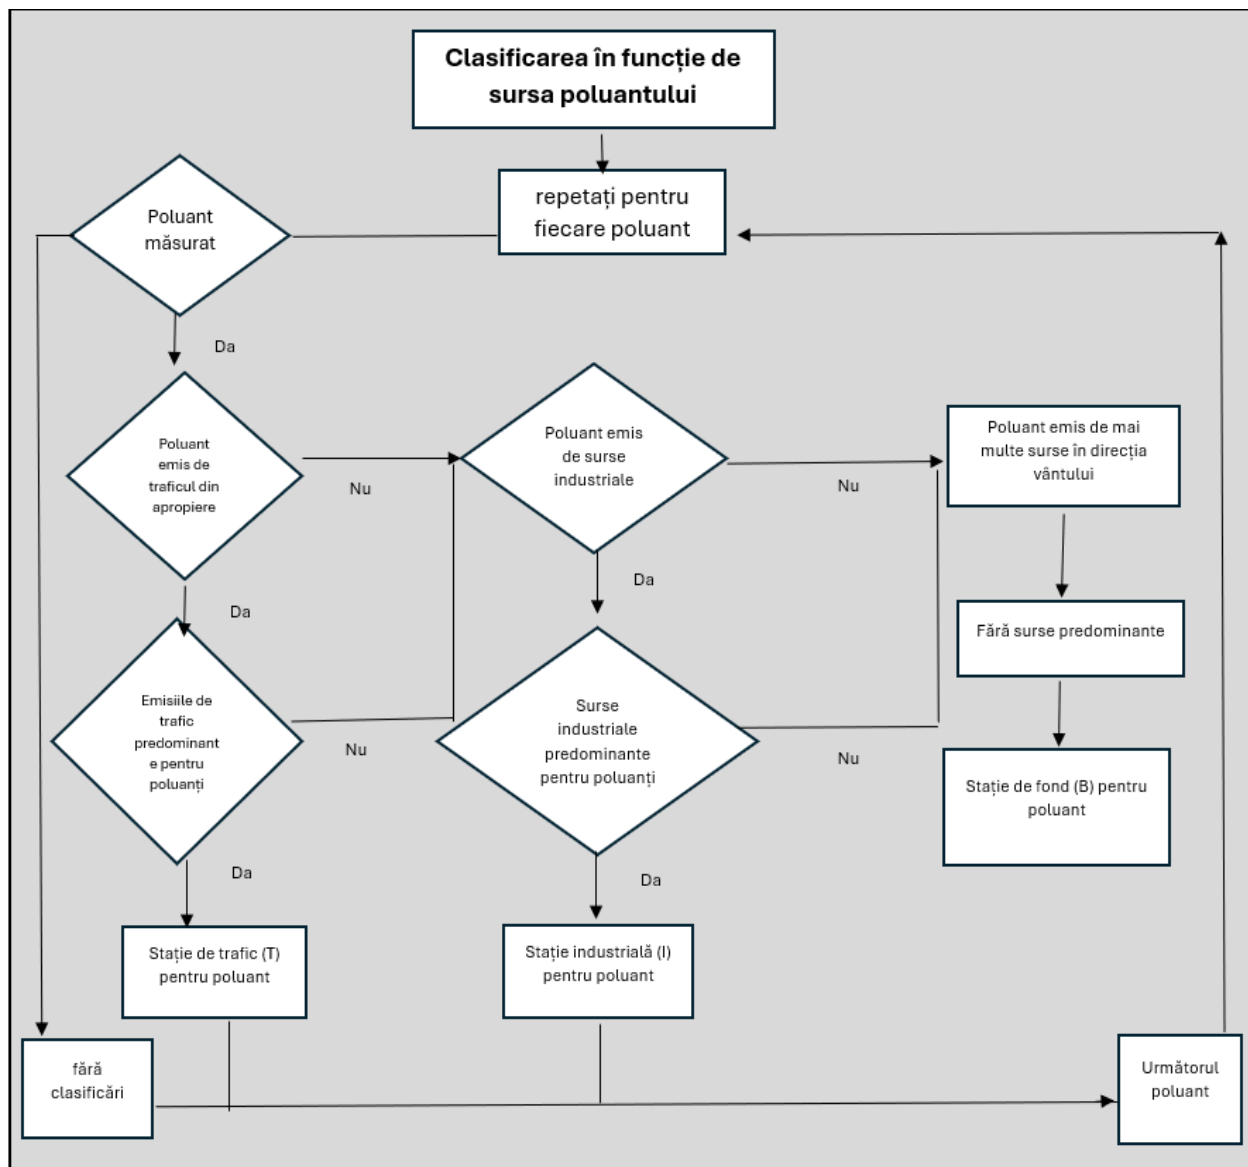 Clasificarea în funcție de
sursa poluantului
repetați pentru
fiecare poluant
Poluant
măsurat
Da
Poluant
emis de
traficul din
apropiere
Nu
Poluant emis
de surse
industriale
Nu
Poluant emis de mai
multe surse în direcția
vântului
Da
Da
Fără surse predominante
Emisiile de
trafic
predominant
e pentru
poluanți
Nu
Surse
industriale
predominante
pentru poluanți
Nu
Stație de fond (B) pentru
poluant
Da
Da
Stație de trafic (T)
pentru poluant
Stație industrială (I)
pentru poluant
fără
clasificări
Următorul
poluant